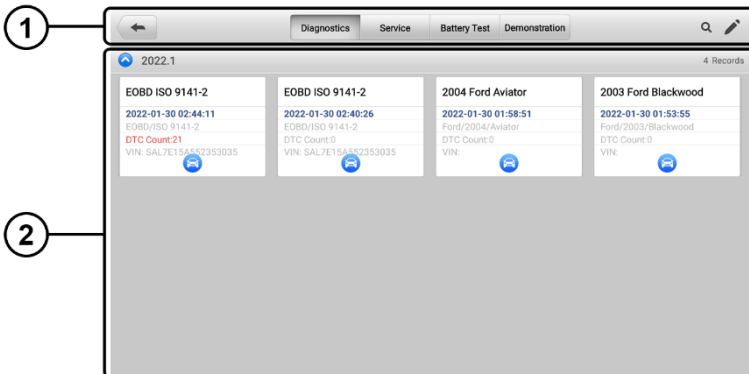 1
Diagnostics Service Battery Test Demonstration
2022.1 4 Records
EOBD ISO 9141-2
2022-01-30 02:44:11
EOBD/ISO 9141-2
DTC Count:21
VIN: SAL7E15A552353035
EOBD ISO 9141-2
2022-01-30 02:40:26
EOBD/ISO 9141-2
DTC Count:0
VIN: SAL7E15A552353035
2004 Ford Aviator
2022-01-30 01:58:51
Ford/2004/Aviator
DTC Count:0
VIN:
2003 Ford Blackwood
2022-01-30 01:53:55
Ford/2003/Blackwood
DTC Count:0
VIN:
2